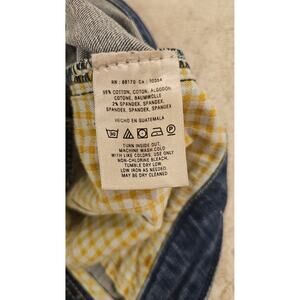 RN : 88170 CA : 30354
98% COTTON, COTON, ALGODON
COTONE, BAUMWOLLE
2% SPANDEX, SPANDEX,
SPANDEX, SPANDEX, SPANDEX
HECHO EN GUATEMALA
TURN INSIDE OUT,
MACHINE WASH COLD
WITH LIKE COLORS, USE ONLY
NON-CHLORINE BLEACH,
TUMBLE DRY LOW
LOW IRON AS NEEDED
MAY BE DRY CLEANED